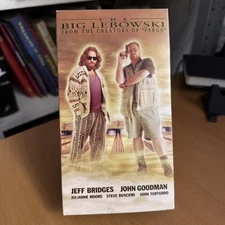 THE
BIG LEBOWSKI
FROM THE CREATORS OF "FARGO"
JEFF BRIDGES JOHN GOODMAN
JULIANNE MOORE STEVE BUSCEMI JOHN TURTURRO